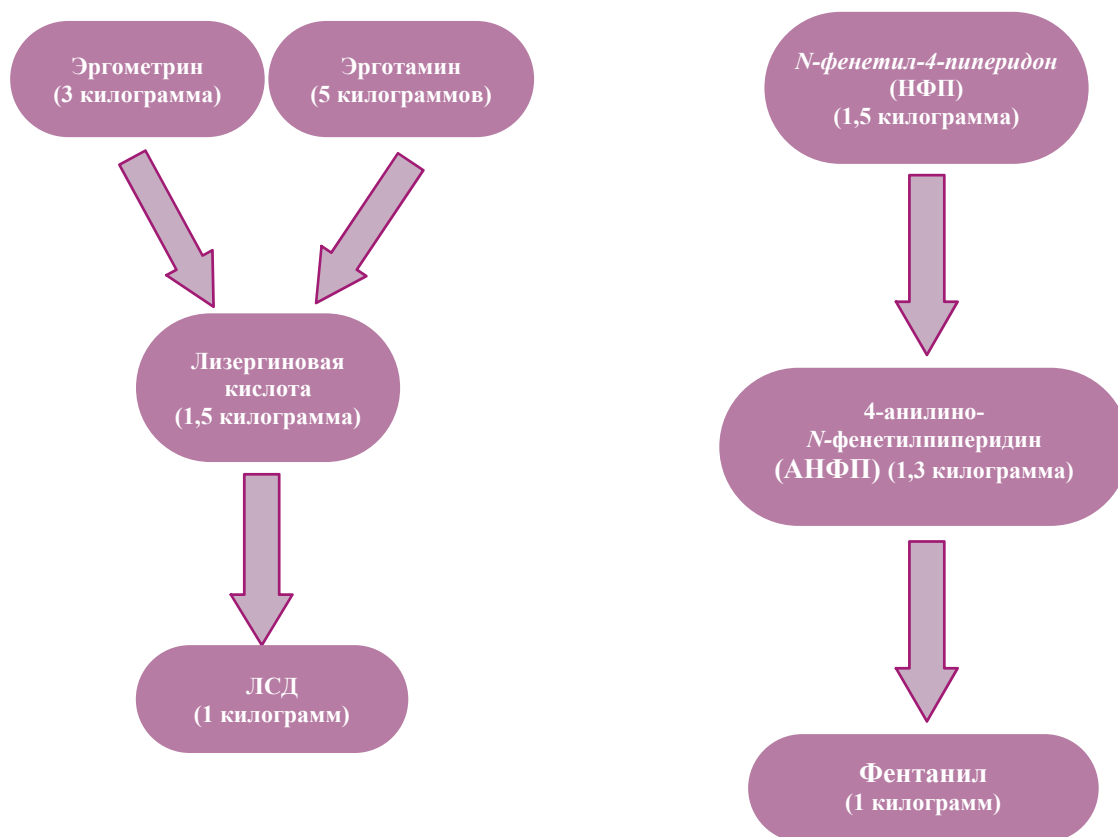 Эргометрин
(3 килограмма)
Эрготамин
(5 килограммов)
Лизергиновая
кислота
(1,5 килограмма)
ЛСД
(1 килограмм)
N-фенетил-4-пиперидон
(НФП)
(1,5 килограмма)
4-анилино-
N-фенетилпиперидин
(АНФП) (1,3 килограмма)
Фентанил
(1 килограмм)